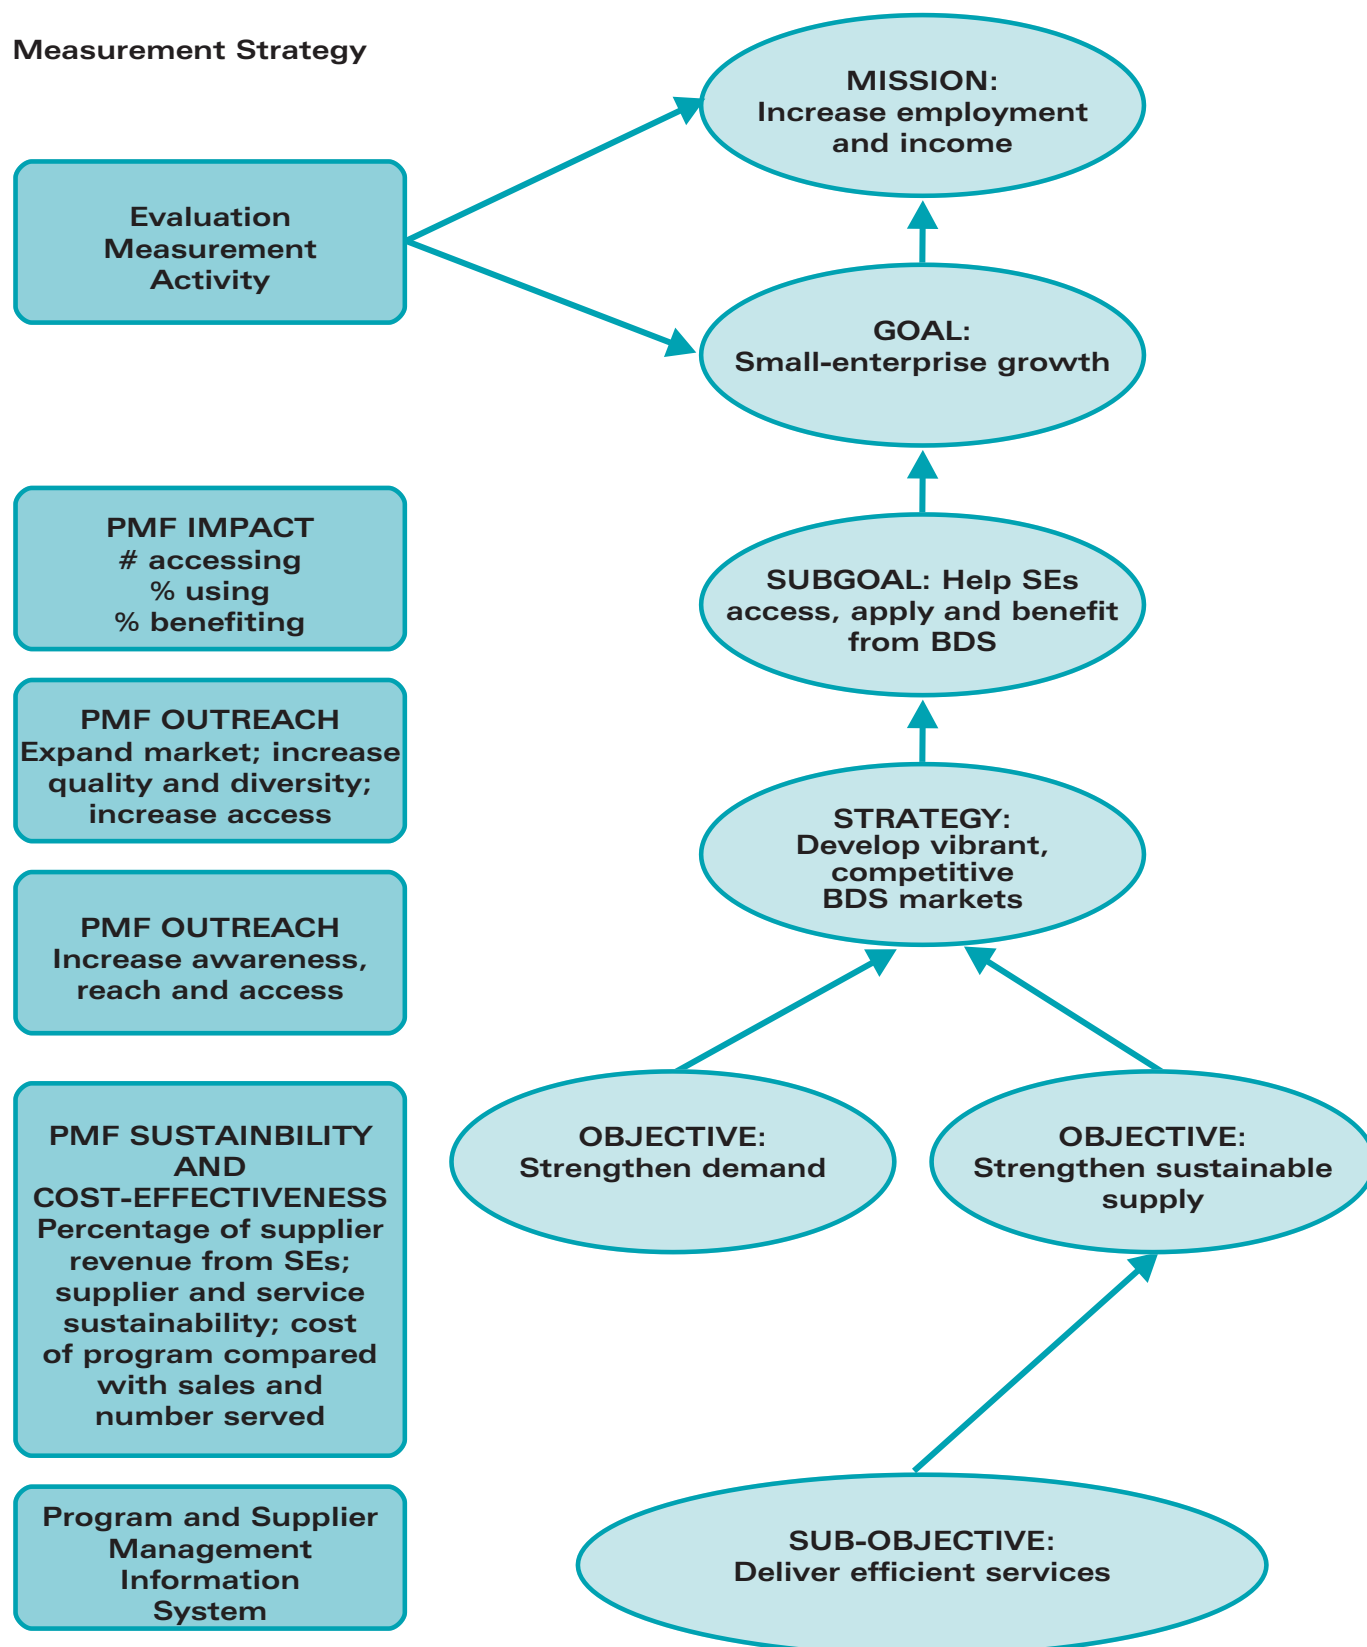 Measurement Strategy
MISSION:
Increase employment
and income
Evaluation
Measurement
Activity
GOAL:
Small-enterprise growth
PMF IMPACT
# accessing
% using
% benefiting
SUBGOAL: Help SEs
access, apply and benefit
from BDS
PMF OUTREACH
Expand market; increase
quality and diversity;
increase access
STRATEGY:
Develop vibrant,
competitive
BDS markets
PMF OUTREACH
Increase awareness,
reach and access
OBJECTIVE:
Strengthen demand
OBJECTIVE:
Strengthen sustainable
supply
PMF SUSTAINBILITY
AND
COST-EFFECTIVENESS
Percentage of supplier
revenue from SEs;
supplier and service
sustainability; cost
of program compared
with sales and
number served
Program and Supplier
Management
Information
System
SUB-OBJECTIVE:
Deliver efficient services